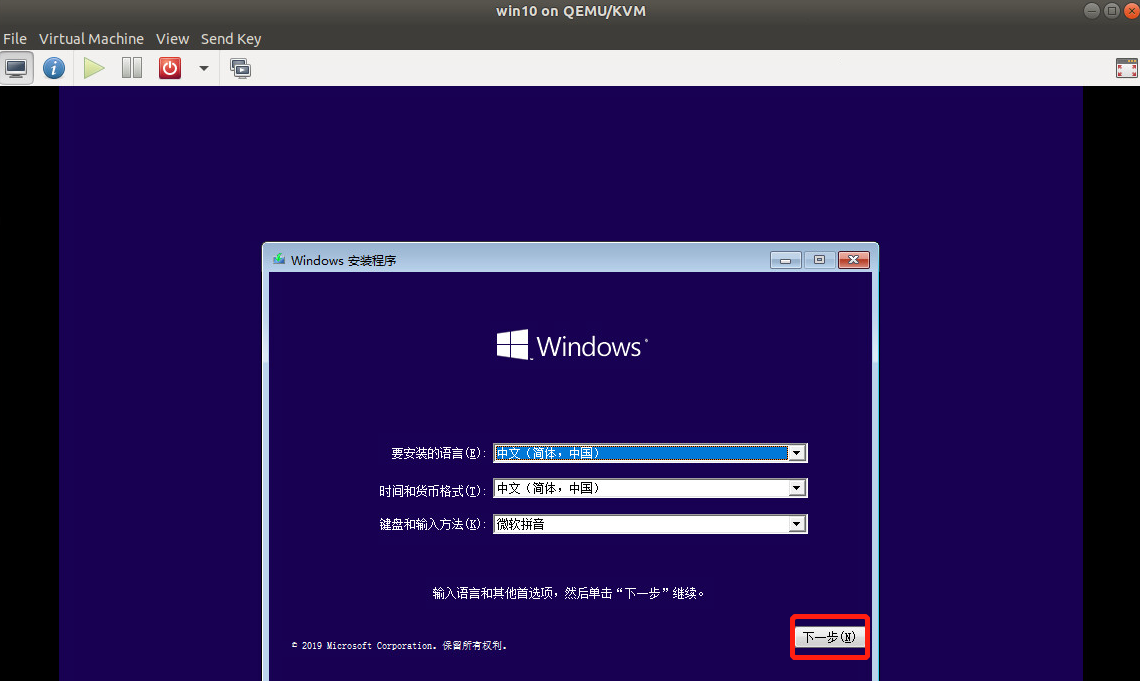 win10 on QEMU/KVM
File Virtual Machine View Send Key
Windows 安装程序
Windows
要安装的语言(E): 中文(简体，中国)
时间和货币格式(T): 中文(简体，中国)
键盘和输入方法(K): 微软拼音
输入语言和其他首选项，然后单击“下一步”继续。
© 2019 Microsoft Corporation。保留所有权利。
下一步(N)